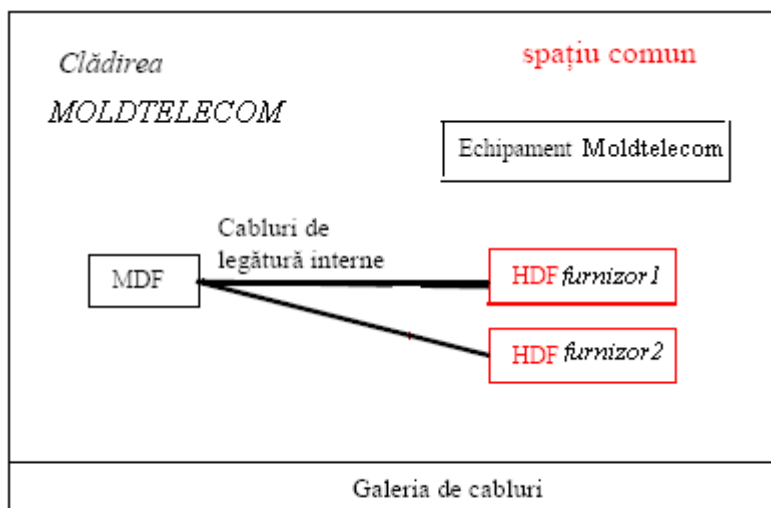 Clădirea
MOLDTELECOM
spațiu comun
Echipament Moldtelecom
Cabluri de
legătură interne
MDF
HDF furnizor1
HDF furnizor2
Galeria de cabluri